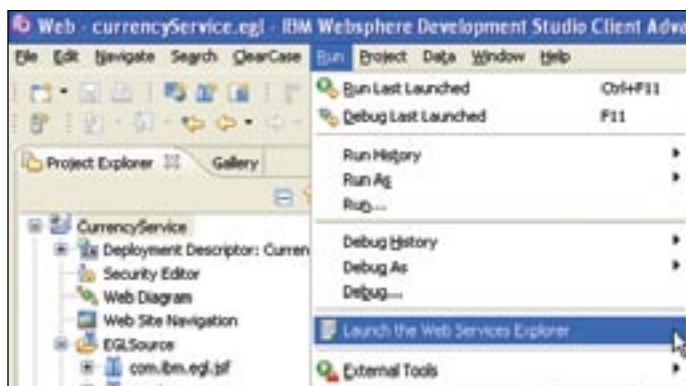 Web - currencyService.egl - IBM Websphere Development Studio Client Adva
File Edit Navigate Search ClearCase Run Project Data Window Help
Run Last Launched Ctrl+F11
Debug Last Launched F11
Run History
Run As
Run...
Debug History
Debug As
Debug...
Launch the Web Services Explorer
External Tools
Project Explorer Gallery
CurrencyService
Deployment Descriptor: Curren
Security Editor
Web Diagram
Web Site Navigation
EGLSource
com.ibm.egl.jsf